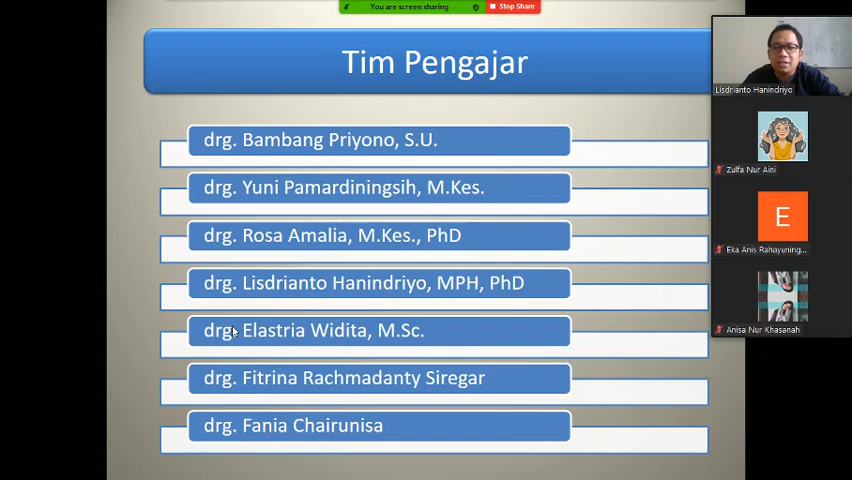 You are screen sharing
Stop Share
Tim Pengajar
drg. Bambang Priyono, S.U.
drg. Yuni Pamardiningsih, M.Kes.
drg. Rosa Amalia, M.Kes., PhD
drg. Lisdrianto Hanindriyo, MPH, PhD
drg. Elastria Widita, M.Sc.
drg. Fitrina Rachmadanty Siregar
drg. Fania Chairunisa
Lisdrianto Hanindriyo
Zulfa Nur Aini
E
Eka Anis Rahayuning...
Anisa Nur Khasanah